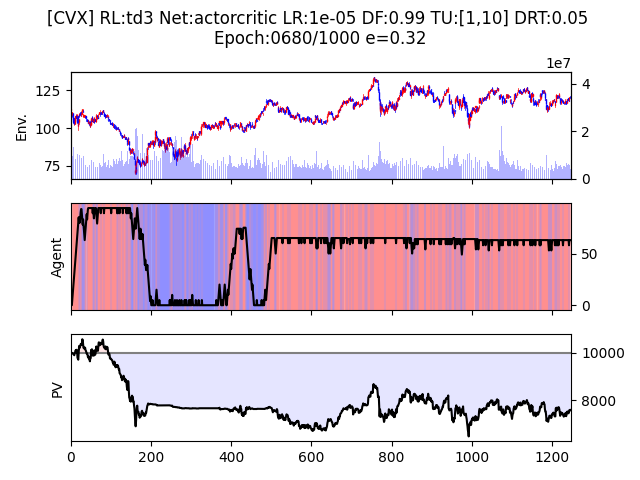 [CVX] RL:td3 Net:actorcritic LR:1e-05 DF:0.99 TU:[1,10] DRT:0.05
Epoch:0680/1000 e=0.32
1e7
125
100
75
Env.
4
2
0
Agent
50
0
PV
10000
8000
0
200
400
600
800
1000
1200